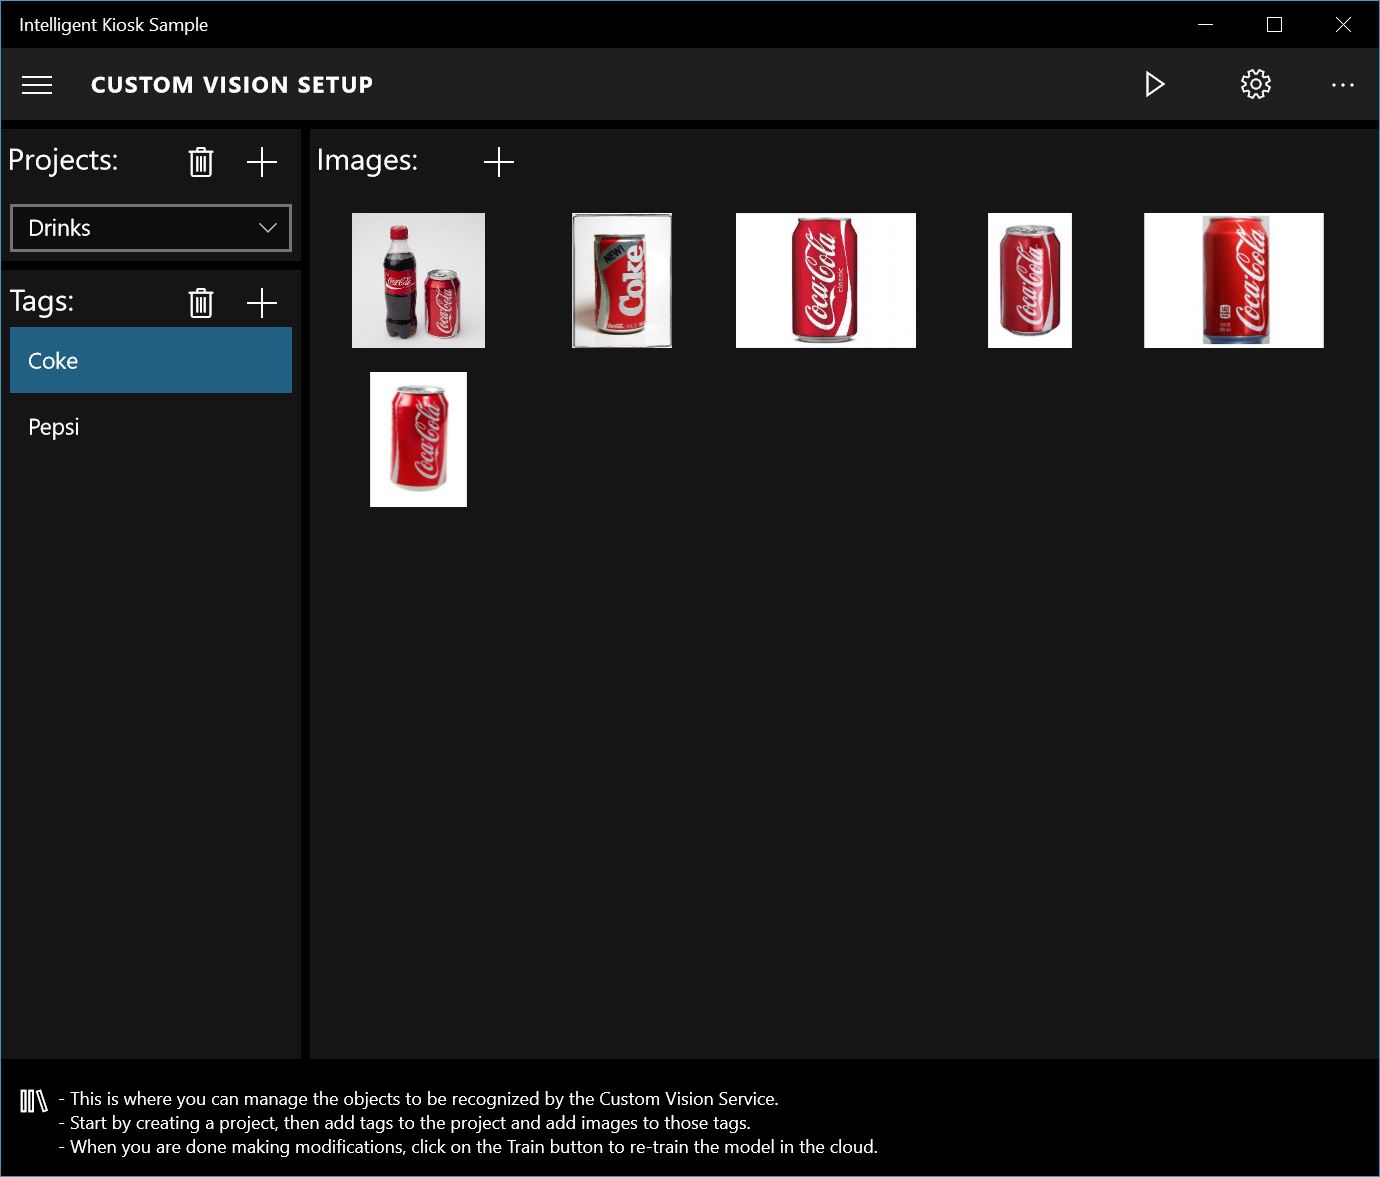 Intelligent Kiosk Sample
CUSTOM VISION SETUP
Projects:
Images:
Drinks
Tags:
Coke
Pepsi
Coca-Cola
Coca-Cola
NEW!
Coke
Coca-Cola
classic
Coca-Cola
Coca-Cola
Coca-Cola
- This is where you can manage the objects to be recognized by the Custom Vision Service.
- Start by creating a project, then add tags to the project and add images to those tags.
- When you are done making modifications, click on the Train button to re-train the model in the cloud.